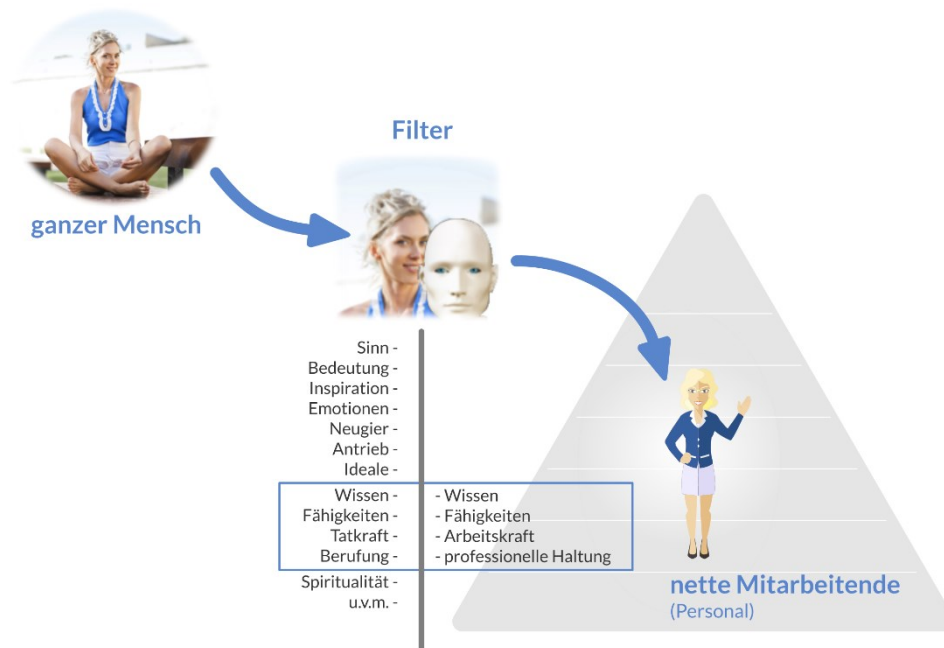 Filter
ganzer Mensch
Sinn -
Bedeutung -
Inspiration -
Emotionen -
Neugier -
Antrieb -
Ideale -
Wissen -
Fähigkeiten -
Tatkraft -
Berufung -
- Wissen
- Fähigkeiten
- Arbeitskraft
- professionelle Haltung
Spiritualität -
u.v.m. -
nette Mitarbeitende
(Personal)